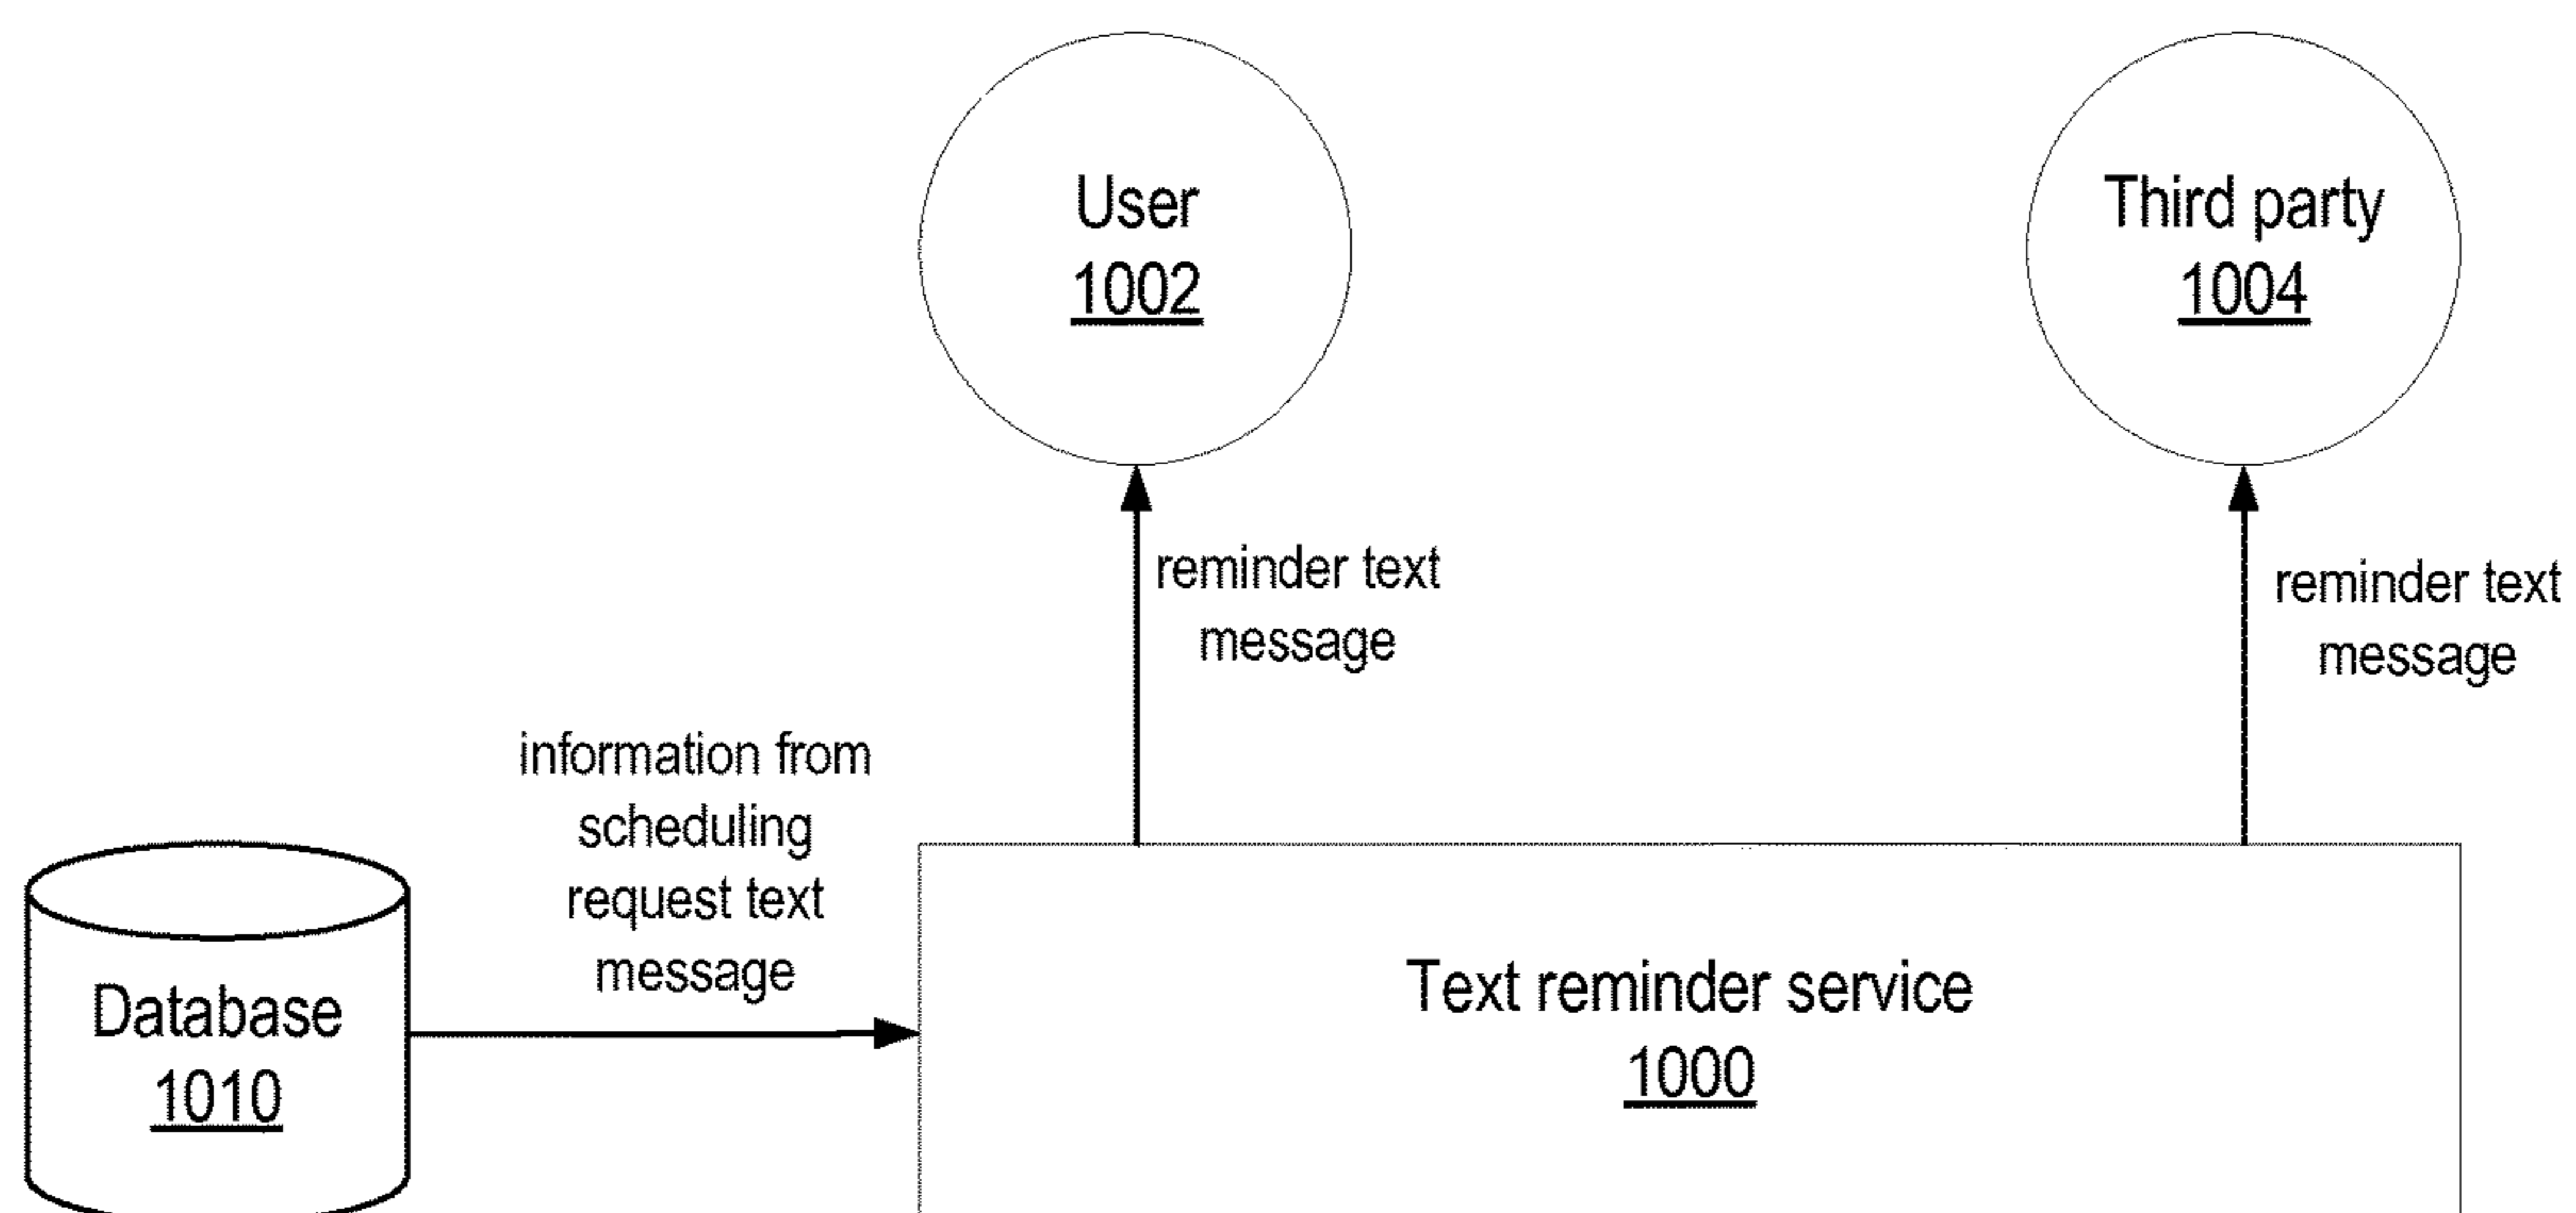 User
1002
Third party
1004
reminder text
message
reminder text
message
information from
scheduling
request text
message
Database
1010
Text reminder service
1000